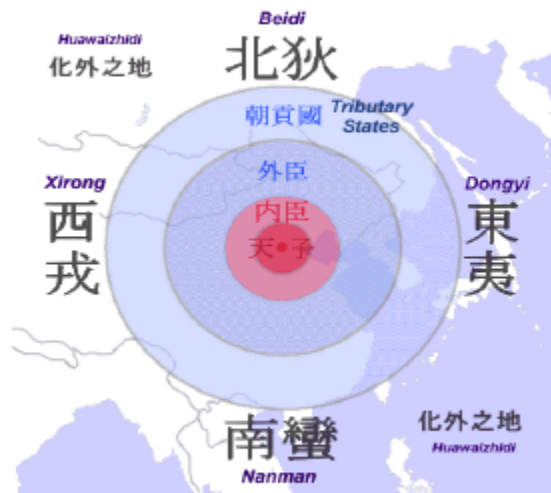 Beidi
北狄
Huawaizhidi
化外之地
朝貢國
Tributary
States
外臣
Xirong
西戎
内臣
天子
Dongyi
東夷
南蠻
Nanman
化外之地
Huawaizhidi